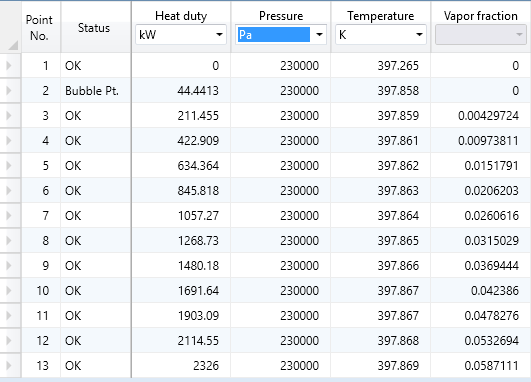 Point No. Status Heat duty Pressure Temperature Vapor fraction
kW Pa K
1 OK 0 230000 397.265 0
2 Bubble Pt. 44.4413 230000 397.858 0
3 OK 211.455 230000 397.859 0.00429724
4 OK 422.909 230000 397.861 0.00973811
5 OK 634.364 230000 397.862 0.0151791
6 OK 845.818 230000 397.863 0.0206203
7 OK 1057.27 230000 397.864 0.0260616
8 OK 1268.73 230000 397.865 0.0315029
9 OK 1480.18 230000 397.866 0.0369444
10 OK 1691.64 230000 397.867 0.042386
11 OK 1903.09 230000 397.867 0.0478276
12 OK 2114.55 230000 397.868 0.0532694
13 OK 2326 230000 397.869 0.0587111